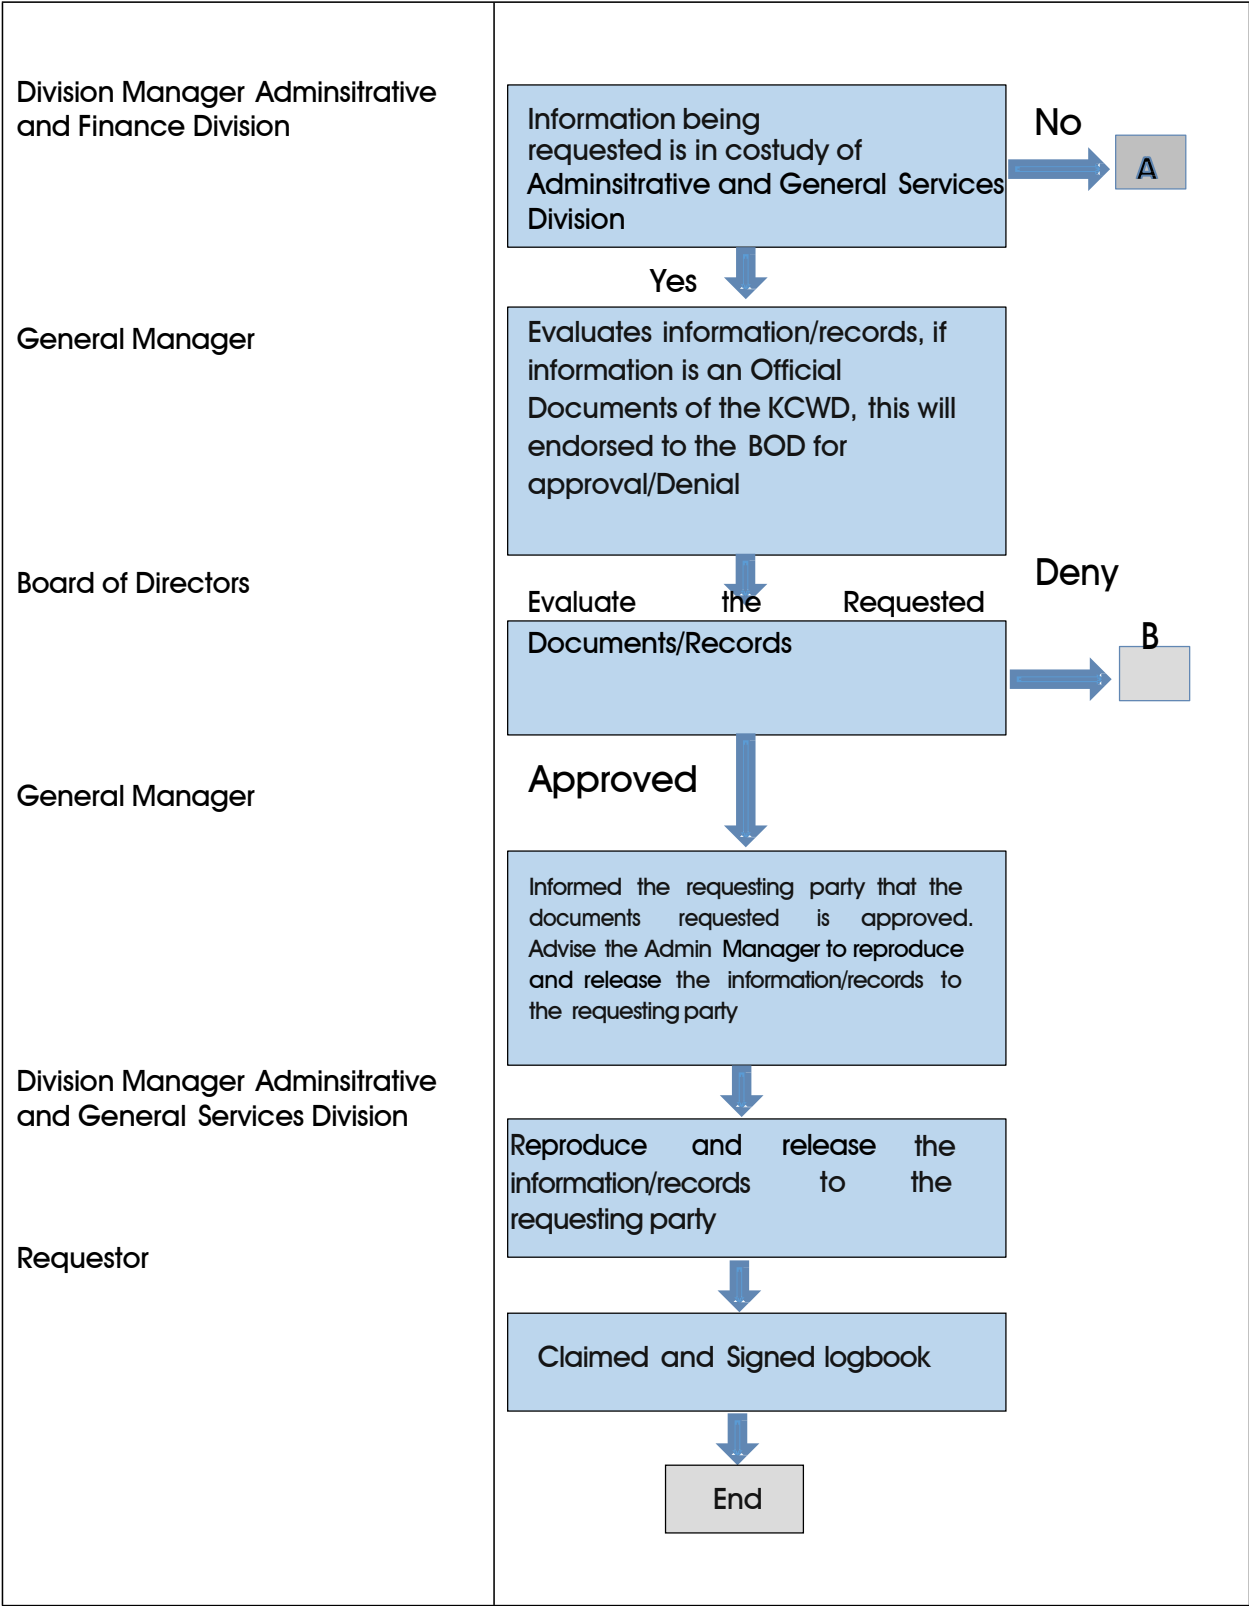 Division Manager Adminsitrative
and Finance Division
Information being
requested is in costudy of
Adminsitrative and General Services
Division
No
A
Yes
General Manager
Evaluates information/records, if
information is an Official
Documents of the KCWD, this will
endorsed to the BOD for
approval/Denial
Board of Directors
Evaluate the Requested
Documents/Records
Deny
B
Approved
General Manager
Informed the requesting party that the
documents requested is approved.
Advise the Admin Manager to reproduce
and release the information/records to
the requesting party
Division Manager Adminsitrative
and General Services Division
Reproduce and release the
information/records to the
requesting party
Requestor
Claimed and Signed logbook
End